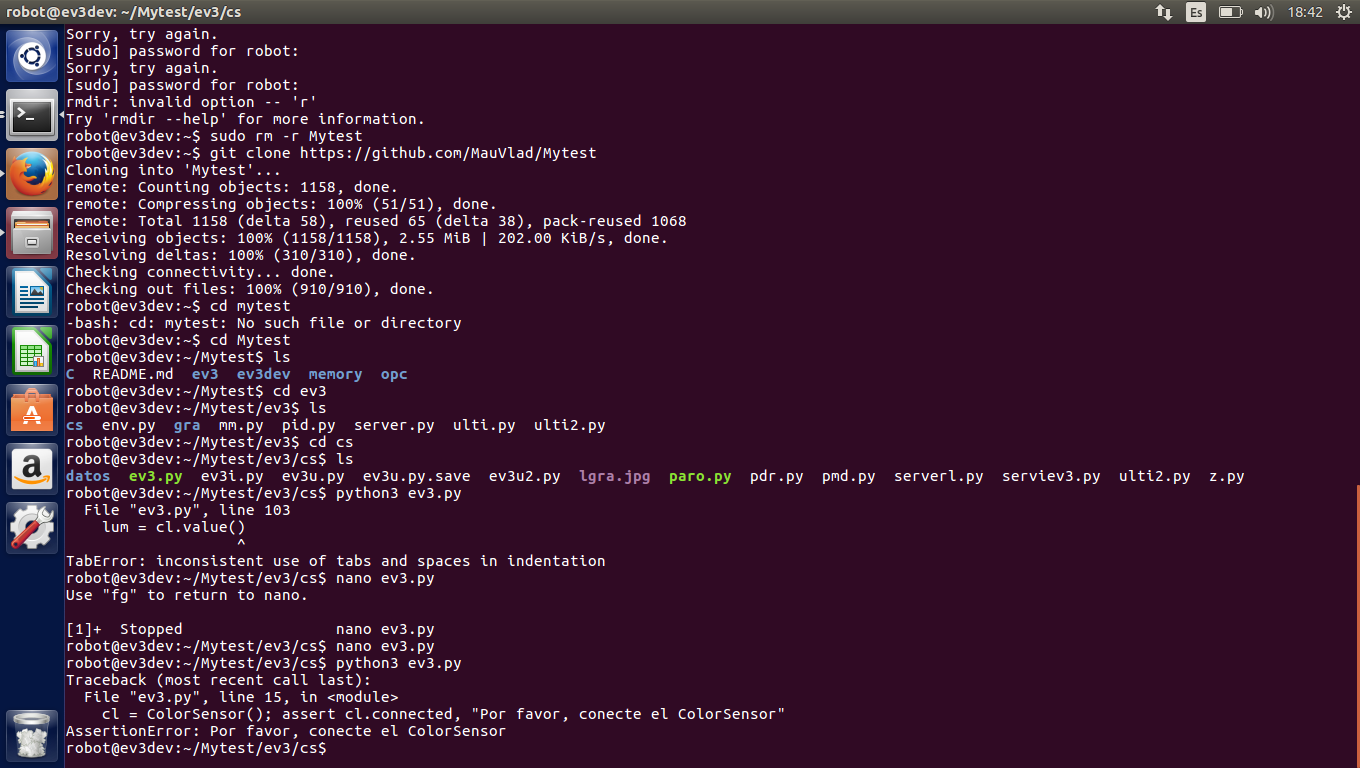 robot@ev3dev: ~/Mytest/ev3/cs
Es
18:42
Sorry, try again.
[sudo] password for robot:
Sorry, try again.
[sudo] password for robot:
rmdir: invalid option -- 'r'
Try 'rmdir --help' for more information.
robot@ev3dev:~$ sudo rm -r Mytest
robot@ev3dev:~$ git clone https://github.com/MauVlad/Mytest
Cloning into 'Mytest'...
remote: Counting objects: 1158, done.
remote: Compressing objects: 100% (51/51), done.
remote: Total 1158 (delta 58), reused 65 (delta 38), pack-reused 1068
Receiving objects: 100% (1158/1158), 2.55 MiB | 202.00 KiB/s, done.
Resolving deltas: 100% (310/310), done.
Checking connectivity... done.
Checking out files: 100% (910/910), done.
robot@ev3dev:~$ cd mytest
-bash: cd: mytest: No such file or directory
robot@ev3dev:~$ cd Mytest
robot@ev3dev:~/Mytest$ ls
C  README.md  ev3  ev3dev  memory  opc
robot@ev3dev:~/Mytest$ cd ev3
robot@ev3dev:~/Mytest/ev3$ ls
cs  env.py  gra  mm.py  pid.py  server.py  ulti.py  ulti2.py
robot@ev3dev:~/Mytest/ev3$ cd cs
robot@ev3dev:~/Mytest/ev3/cs$ ls
datos  ev3.py  ev3i.py  ev3u.py  ev3u.py.save  ev3u2.py  lgra.jpg  paro.py  pdr.py  pmd.py  serverl.py  serviev3.py  ulti2.py  z.py
robot@ev3dev:~/Mytest/ev3/cs$ python3 ev3.py
  File "ev3.py", line 103
    lum = cl.value()
                   ^
TabError: inconsistent use of tabs and spaces in indentation
robot@ev3dev:~/Mytest/ev3/cs$ nano ev3.py
Use "fg" to return to nano.
[1]+  Stopped                 nano ev3.py
robot@ev3dev:~/Mytest/ev3/cs$ nano ev3.py
robot@ev3dev:~/Mytest/ev3/cs$ python3 ev3.py
Traceback (most recent call last):
  File "ev3.py", line 15, in <module>
    cl = ColorSensor(); assert cl.connected, "Por favor, conecte el ColorSensor"
AssertionError: Por favor, conecte el ColorSensor
robot@ev3dev:~/Mytest/ev3/cs$